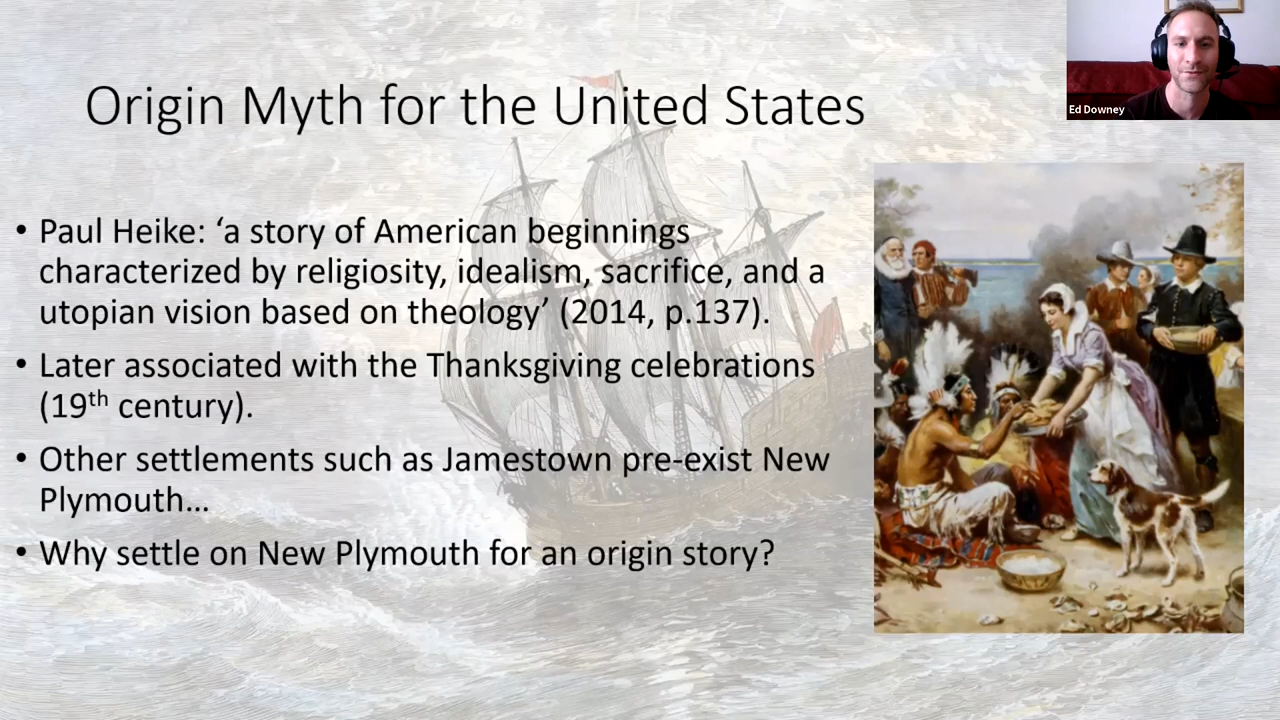 Origin Myth for the United States
Ed Downey
• Paul Heike: ‘a story of American beginnings
characterized by religiosity, idealism, sacrifice, and a
utopian vision based on theology’ (2014, p.137).
• Later associated with the Thanksgiving celebrations
(19th century).
• Other settlements such as Jamestown pre-exist New
Plymouth…
• Why settle on New Plymouth for an origin story?